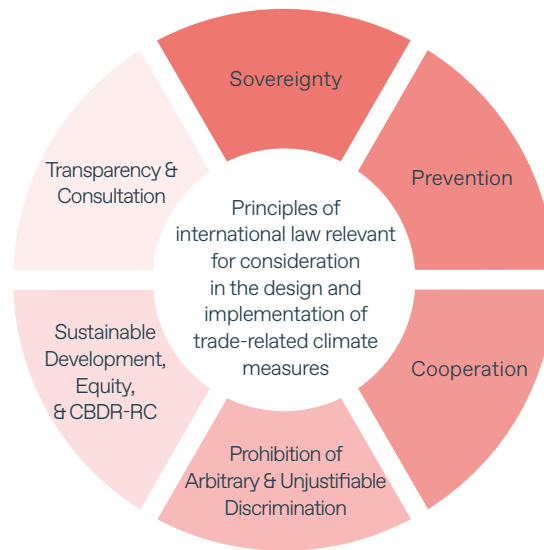 Sovereignty
Prevention
Cooperation
Prohibition of
Arbitrary & Unjustifiable
Discrimination
Sustainable
Development,
Equity,
& CBDR-RC
Transparency &
Consultation
Principles of
international law relevant
for consideration
in the design and
implementation of
trade-related climate
measures